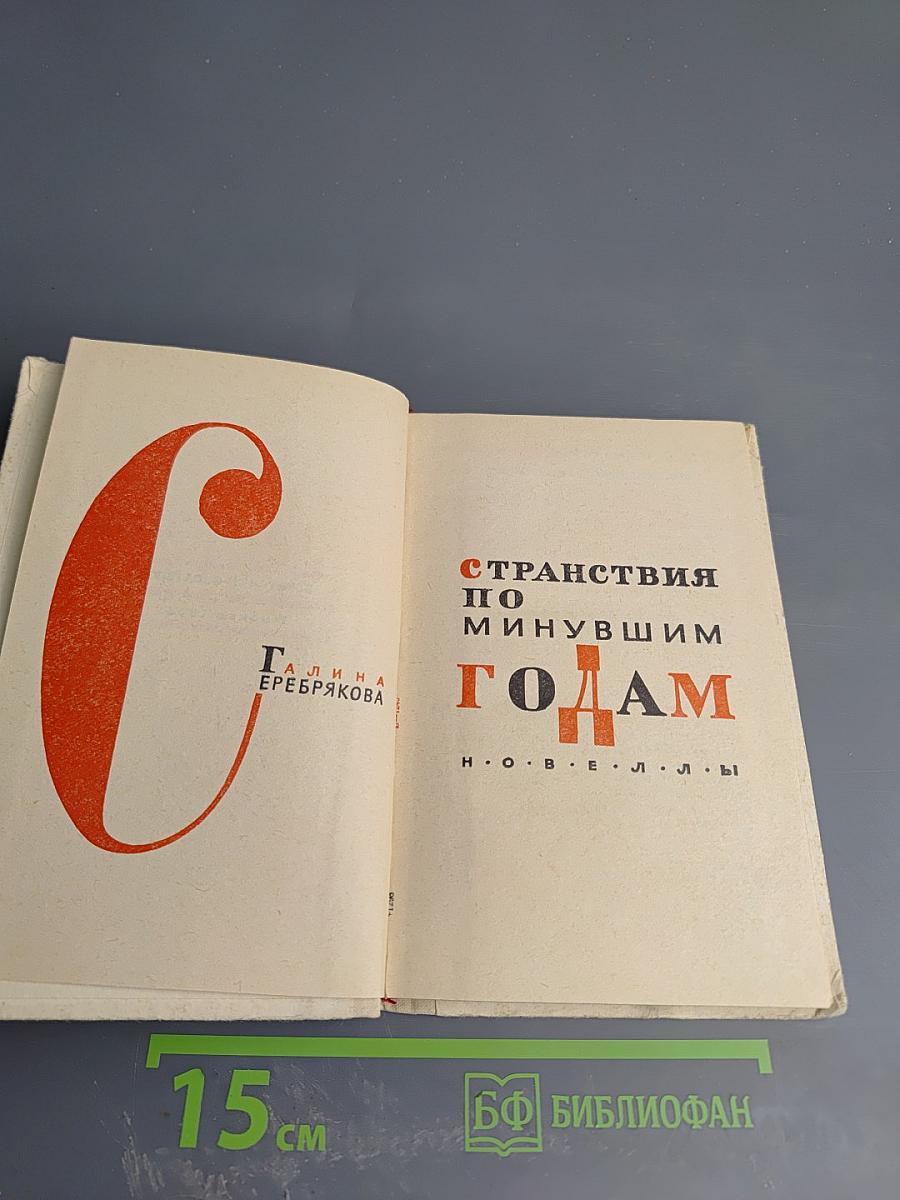 Галина
Серебрякова
Странствия
по
минувшим
годам
н·о·в·е·л·л·ы
15 см
БФ БИБЛИОФАН